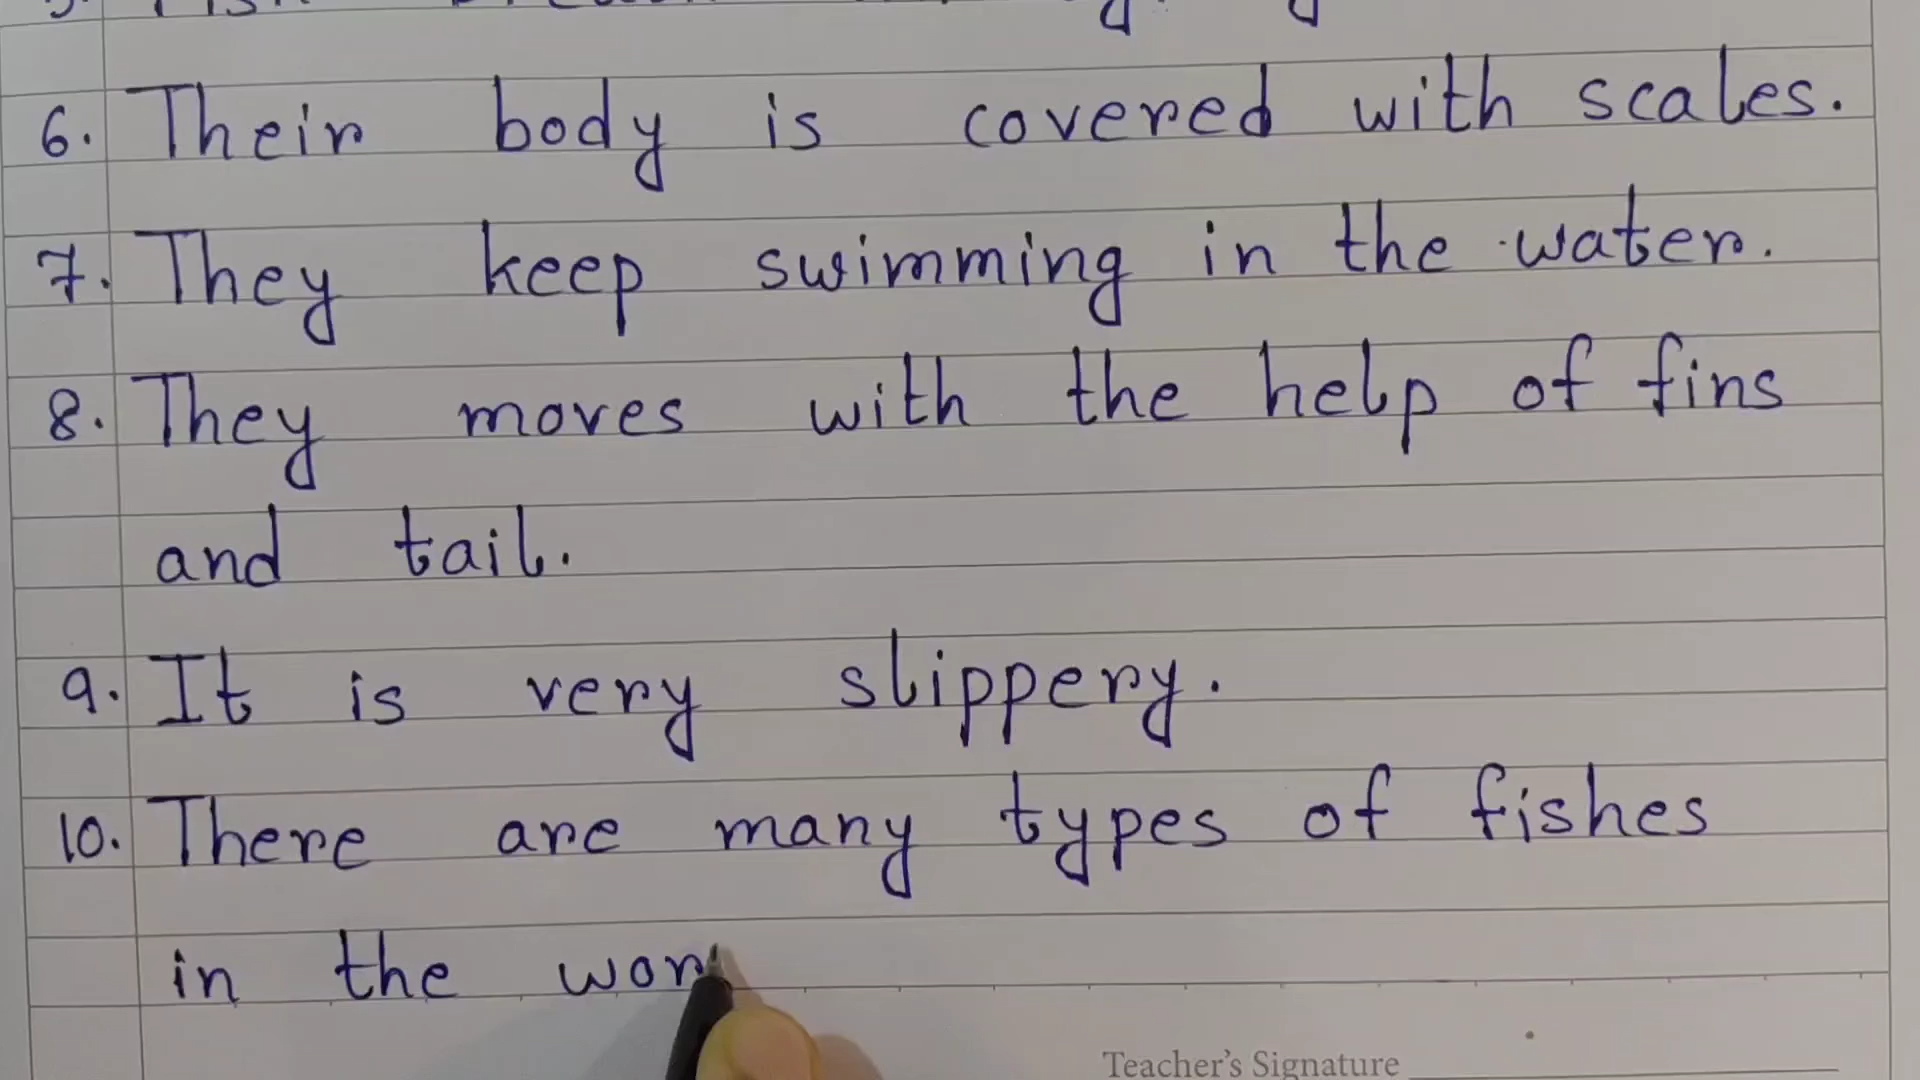 6. Their body is covered with scales.
7. They keep swimming in the water.
8. They moves with the help of fins
and tail.
9. It is very slippery.
10. There are many types of fishes
in the wor
Teacher's Signature